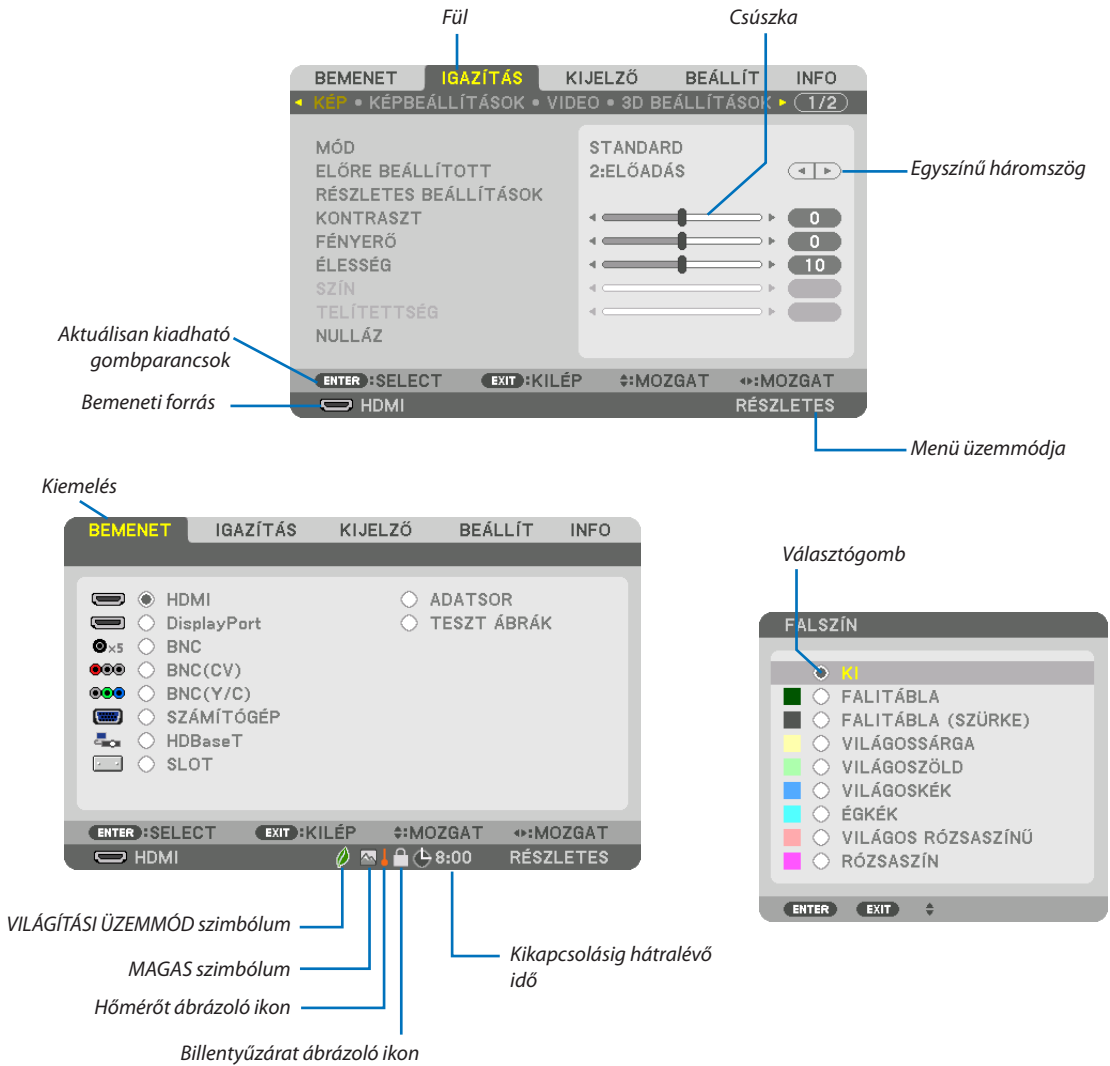 Fül
Csúszka
BEMENET IGAZÍTÁS KIJELZŐ BEÁLLÍT INFO
KÉP • KÉPBEÁLLÍTÁSOK • VIDEO • 3D BEÁLLÍTÁSOK 1/2
MÓD STANDARD
ELŐRE BEÁLLÍTOTT 2:ELŐADÁS
Egyszínű háromszög
RÉSZLETES BEÁLLÍTÁSOK
KONTRASZT 0
FÉNYERŐ 0
ÉLESSÉG 10
SZÍN
TELÍTETTSÉG
NULLÁZ
Aktuálisan kiadható
gombparancsok
ENTER:SELECT EXIT:KILÉP :MOZGAT :MOZGAT
Bemeneti forrás
HDMI RÉSZLETES
Menü üzemmódja
Kiemelés
BEMENET IGAZÍTÁS KIJELZŐ BEÁLLÍT INFO
HDMI ADATSOR
DisplayPort TESZT ÁBRÁK
×5 BNC
BNC(CV)
BNC(Y/C)
SZÁMÍTÓGÉP
HDBaseT
SLOT
ENTER:SELECT EXIT:KILÉP :MOZGAT :MOZGAT
HDMI 8:00 RÉSZLETES
VILÁGÍTÁSI ÜZEMMÓD szimbólum
MAGAS szimbólum
Hőmérőt ábrázoló ikon
Billentyűzárat ábrázoló ikon
Kikapcsolásig hátralévő
idő
Választógomb
FALSZÍN
KI
FALITÁBLA
FALITÁBLA (SZÜRKE)
VILÁGOSSÁRGA
VILÁGOSZÖLD
VILÁGOSKÉK
ÉGKÉK
VILÁGOS RÓZSASZÍNŰ
RÓZSASZÍN
ENTER EXIT